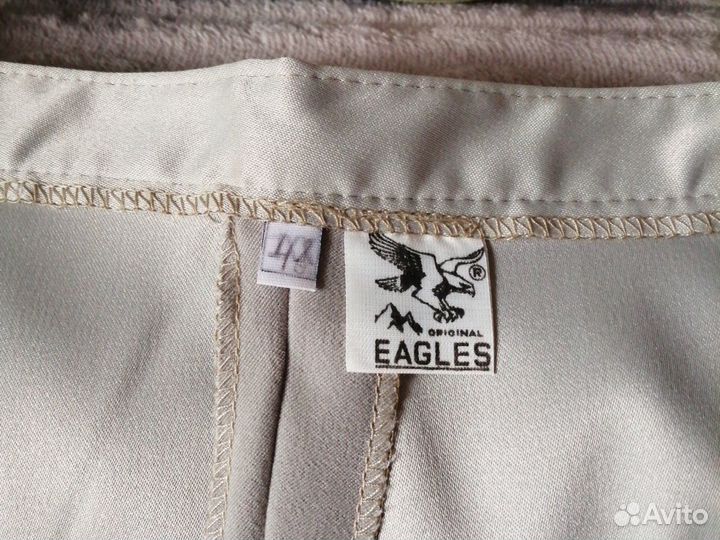 48
®
ORIGINAL
EAGLES
Avito